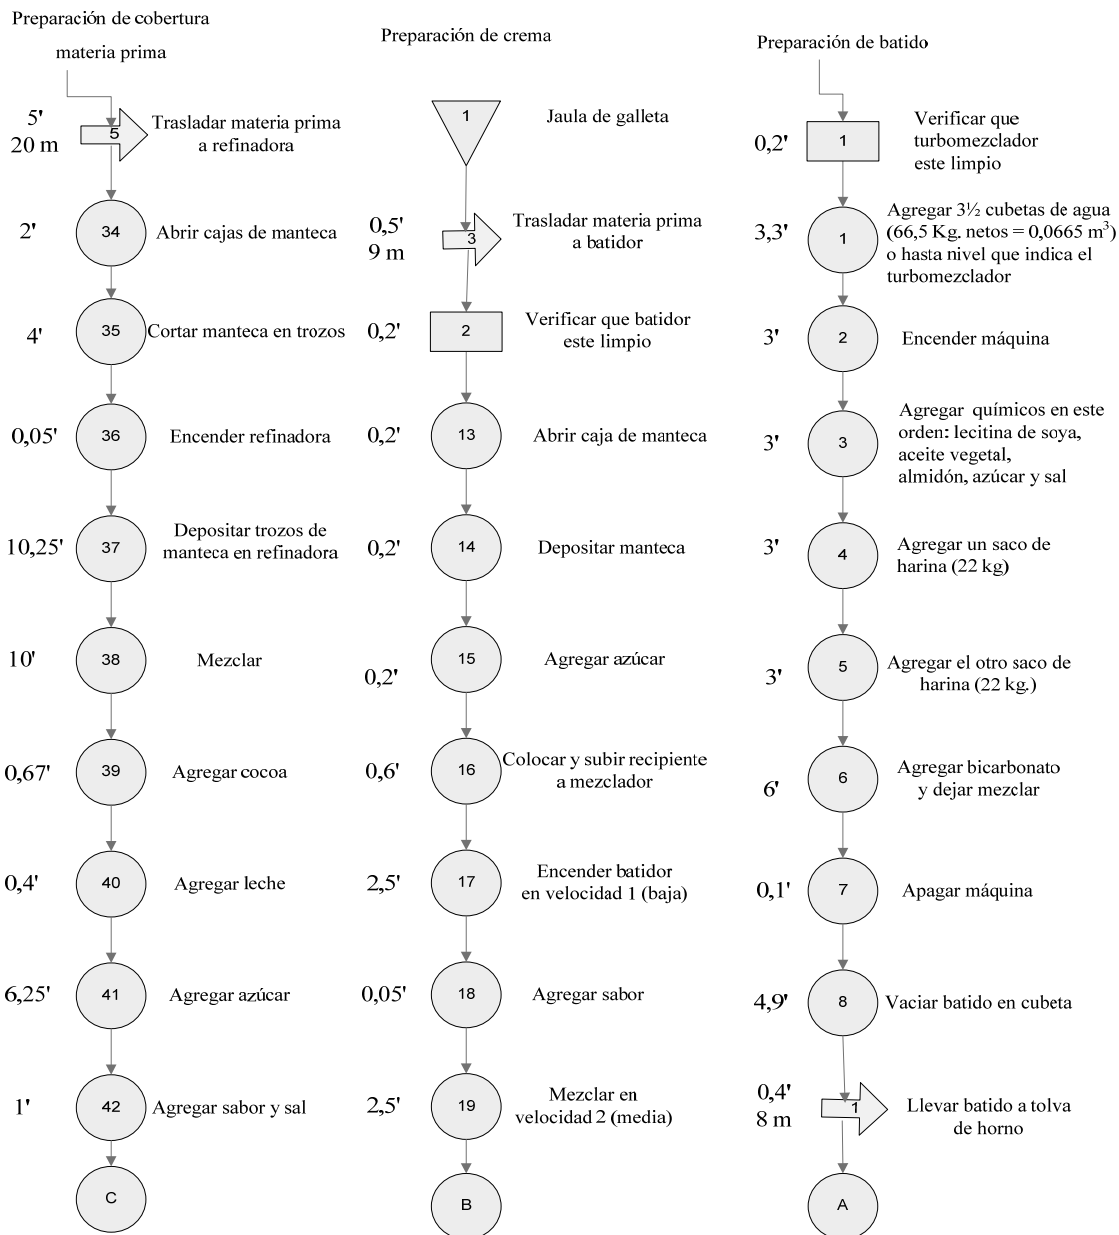 Preparación de cobertura
materia prima
5'
20 m
5
Trasladar materia prima
a refinadora
2'
34
Abrir cajas de manteca
4'
35
Cortar manteca en trozos
0,05'
36
Encender refinadora
10,25'
37
Depositar trozos de
manteca en refinadora
10'
38
Mezclar
0,67'
39
Agregar cocoa
0,4'
40
Agregar leche
6,25'
41
Agregar azúcar
1'
42
Agregar sabor y sal
C
Preparación de crema
1
Jaula de galleta
0,5'
9 m
3
Trasladar materia prima
a batidor
0,2'
2
Verificar que batidor
este limpio
0,2'
13
Abrir caja de manteca
0,2'
14
Depositar manteca
0,2'
15
Agregar azúcar
0,6'
16
Colocar y subir recipiente
a mezclador
2,5'
17
Encender batidor
en velocidad 1 (baja)
0,05'
18
Agregar sabor
2,5'
19
Mezclar en
velocidad 2 (media)
B
Preparación de batido
0,2'
1
Verificar que
turbomezclador
este limpio
3,3'
1
Agregar 3½ cubetas de agua
(66,5 Kg. netos = 0,0665 m³)
o hasta nivel que indica el
turbomezclador
3'
2
Encender máquina
3'
3
Agregar químicos en este
orden: lecitina de soya,
aceite vegetal,
almidón, azúcar y sal
3'
4
Agregar un saco de
harina (22 kg)
3'
5
Agregar el otro saco de
harina (22 kg.)
6'
6
Agregar bicarbonato
y dejar mezclar
0,1'
7
Apagar máquina
4,9'
8
Vaciar batido en cubeta
0,4'
8 m
1
Llevar batido a tolva
de horno
A